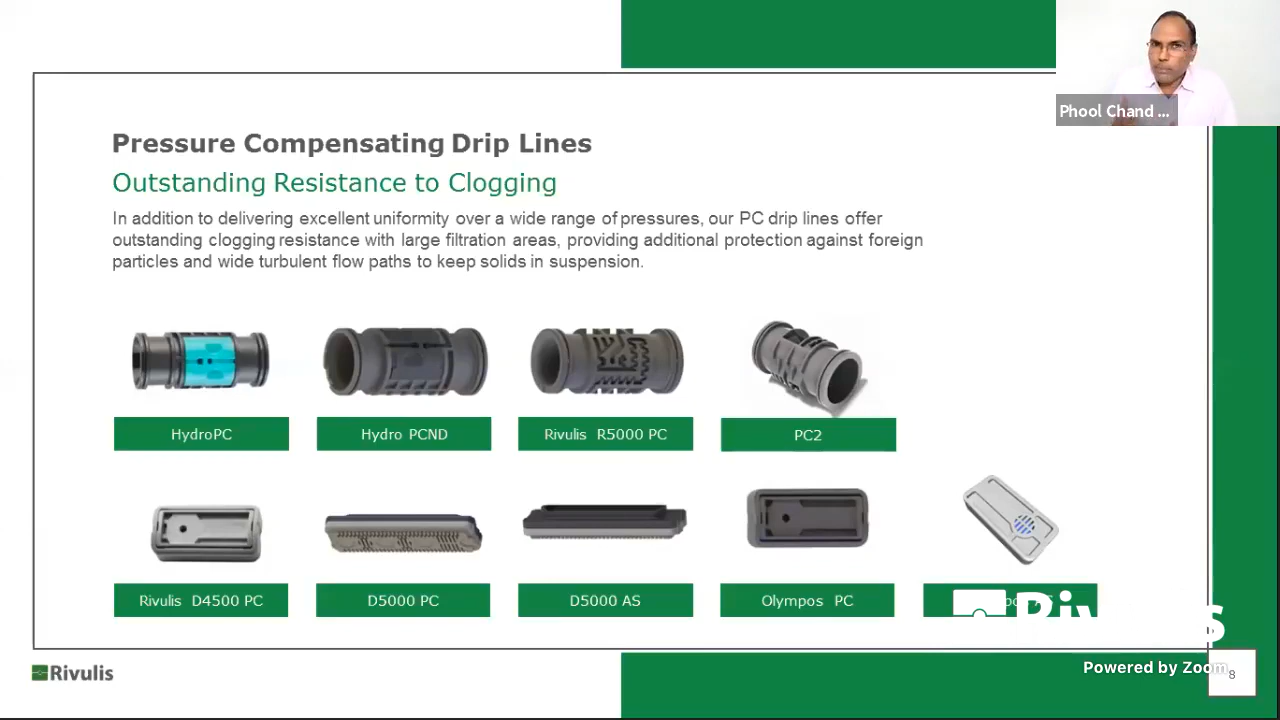 Phool Chand ...
Pressure Compensating Drip Lines
Outstanding Resistance to Clogging
In addition to delivering excellent uniformity over a wide range of pressures, our PC drip lines offer
outstanding clogging resistance with large filtration areas, providing additional protection against foreign
particles and wide turbulent flow paths to keep solids in suspension.
HydroPC
Hydro PCND
Rivulis R5000 PC
PC2
Rivulis D4500 PC
D5000 PC
D5000 AS
Olympos PC
Rivulis
Rivulis
Powered by Zoom
8